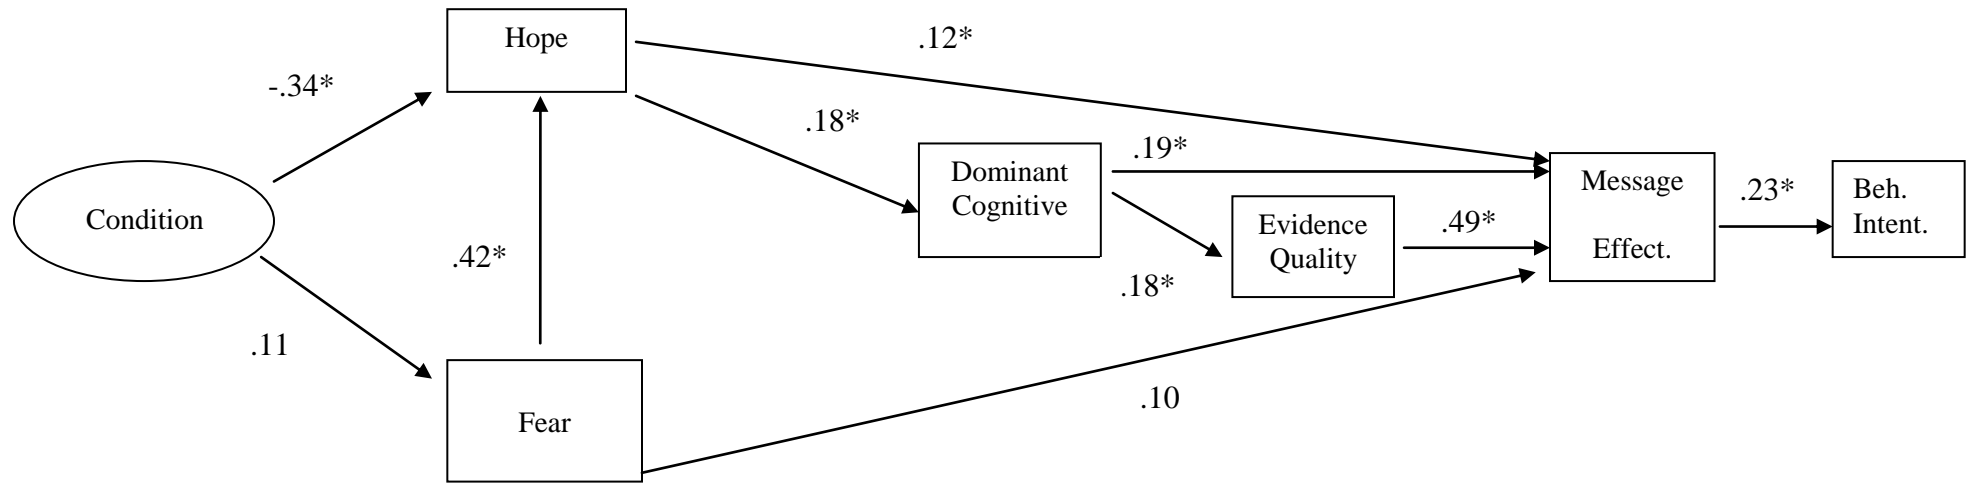 Hope
.12*
-.34*
.18*
.19*
Dominant
Cognitive
Message
Effect.
.23*
Beh.
Intent.
Condition
Evidence
Quality
.49*
.42*
.18*
.11
.10
Fear